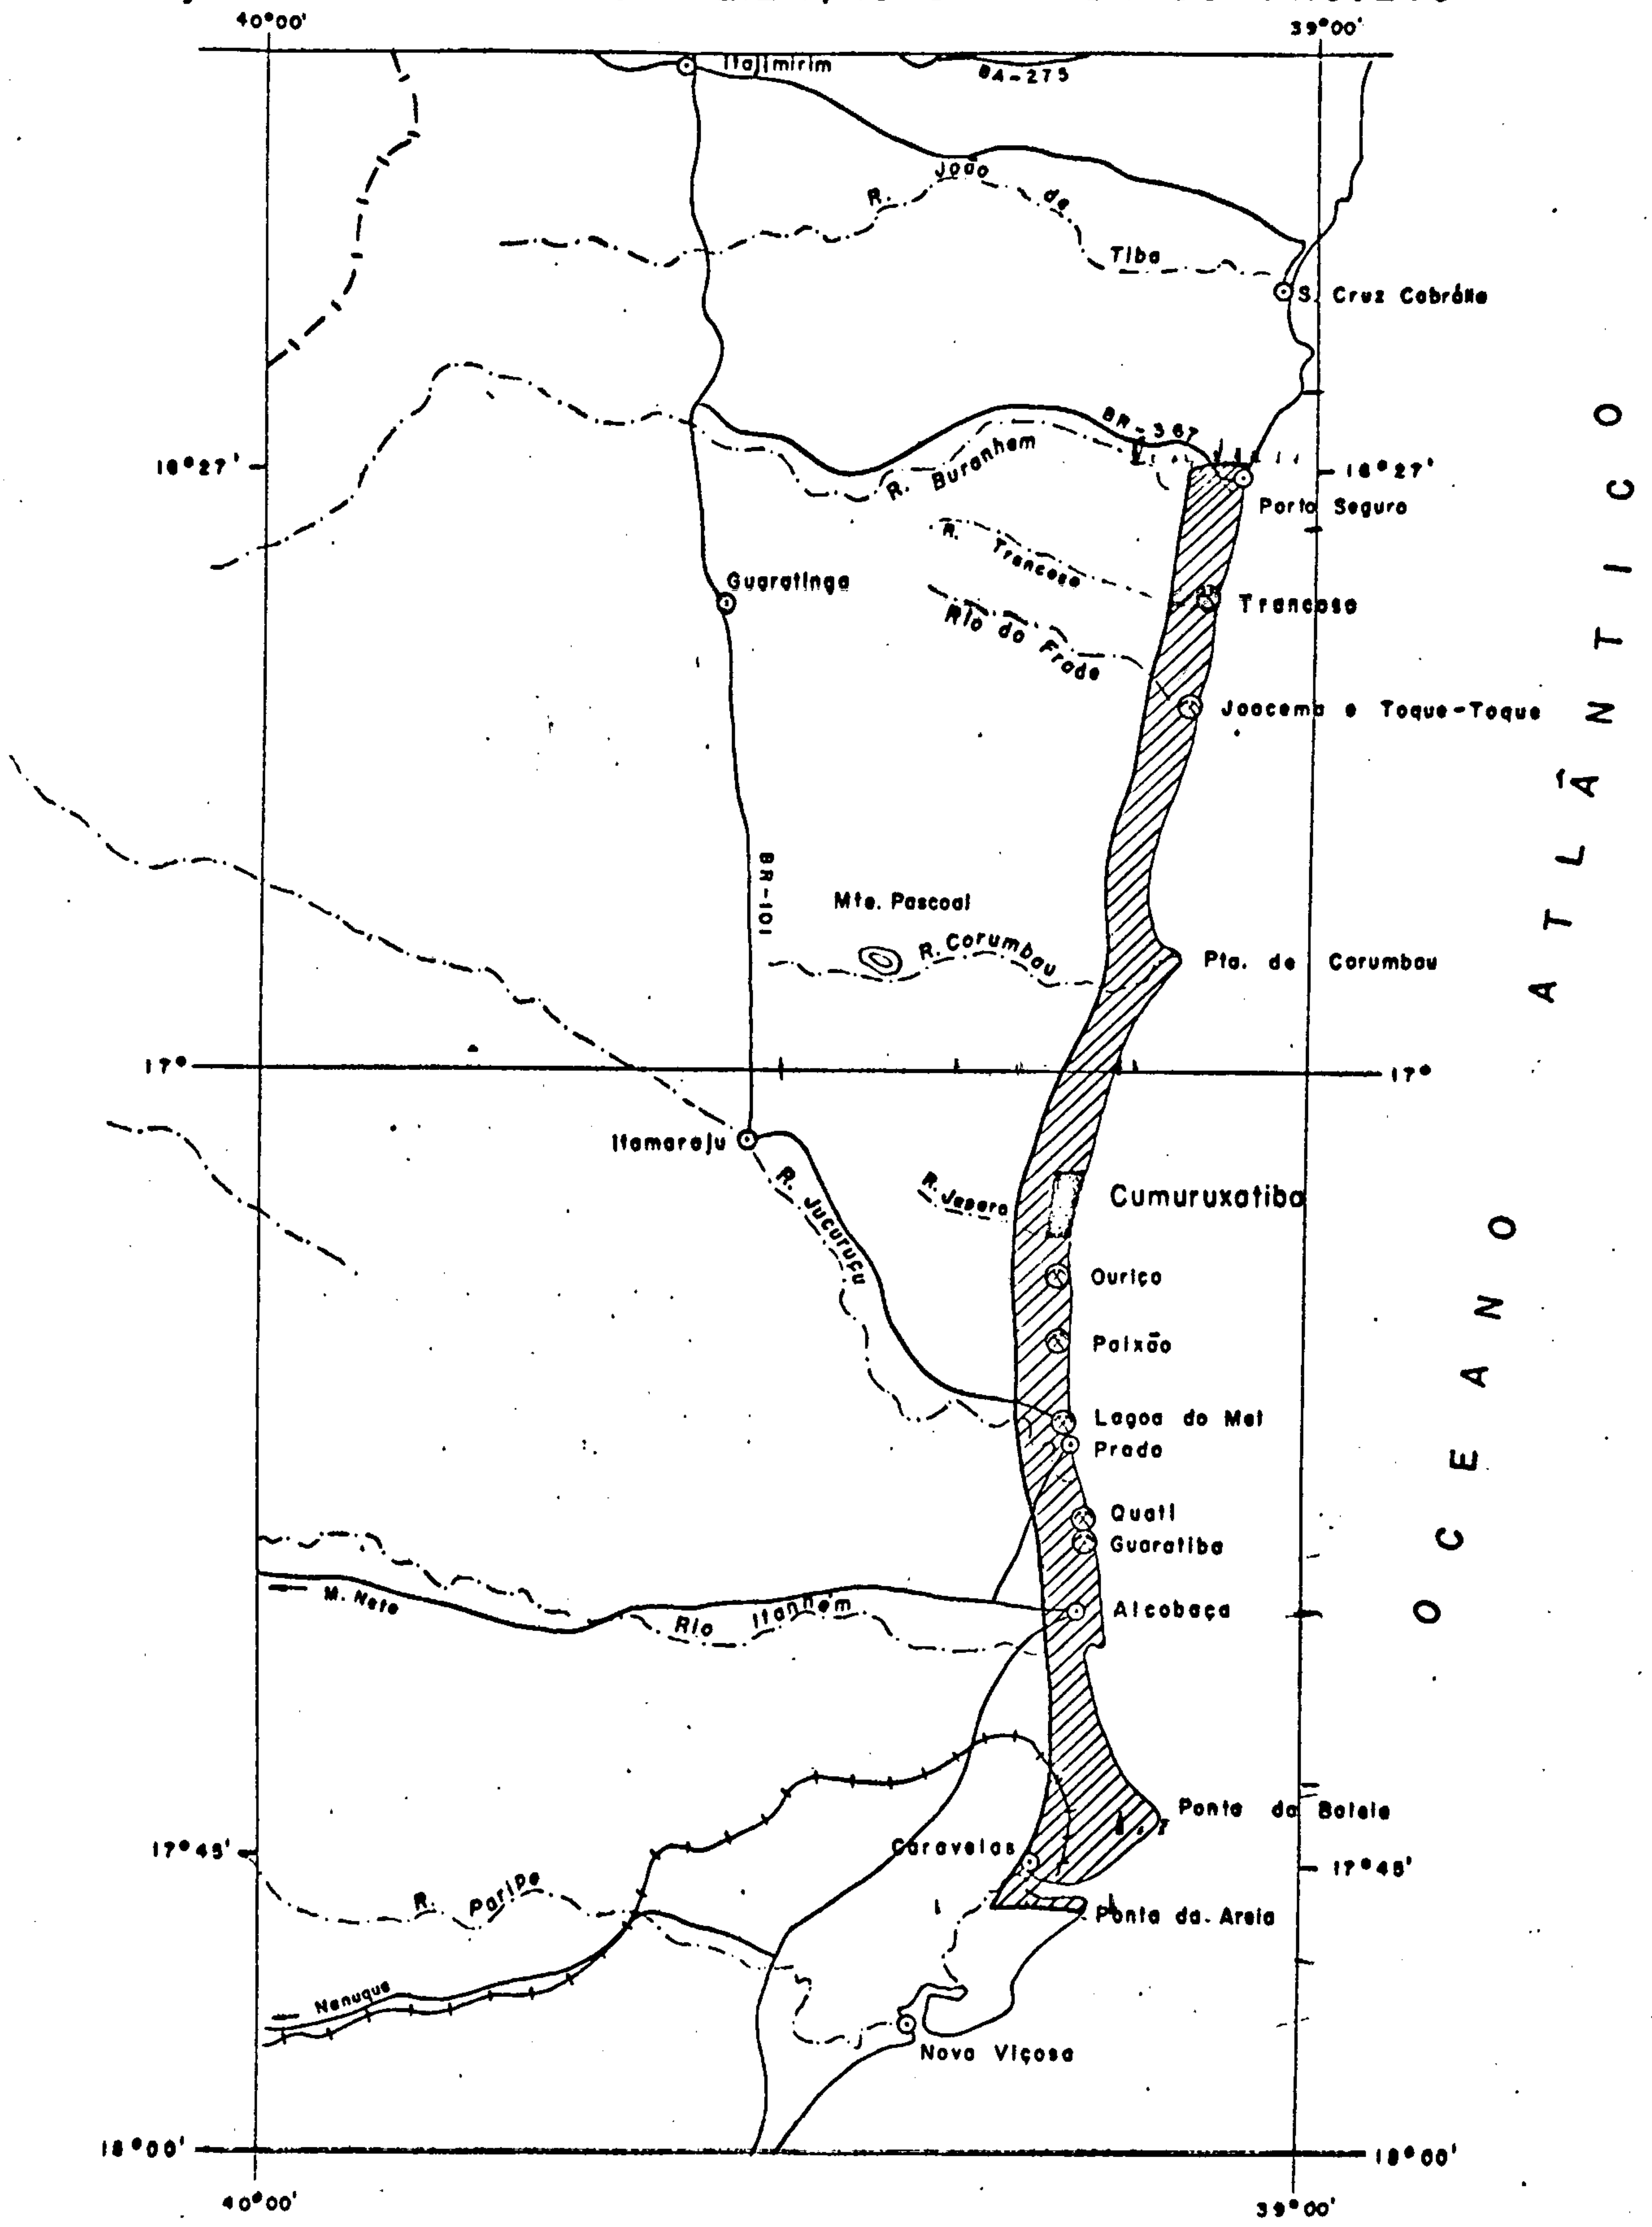 40°00'
39°00'
Itajimirim
BA-275
R. João de Tiba
S. Cruz Cabrália
BR-367
16°27'
16°27'
R. Buranhem
Porto Seguro
R. Trancoso
Guaratinga
Trancoso
Rio do Frade
Joacema e Toque-Toque
BR-101
Mte. Pascoal
R. Corumbau
Pta. de Corumbau
17°
17°
Itamaraju
R. Jucuruçu
Cumuruxatiba
Ouriço
Paixão
Lagoa do Mel
Prado
Quati
Guaratiba
M. Neto
Rio Itanhém
Alcobaça
Ponta da Baleia
Caravelas
17°45'
17°45'
R. Paripe
Ponta da Areia
Nanuque
Nova Viçosa
18°00'
18°00'
40°00'
39°00'
OCEANO ATLÂNTICO